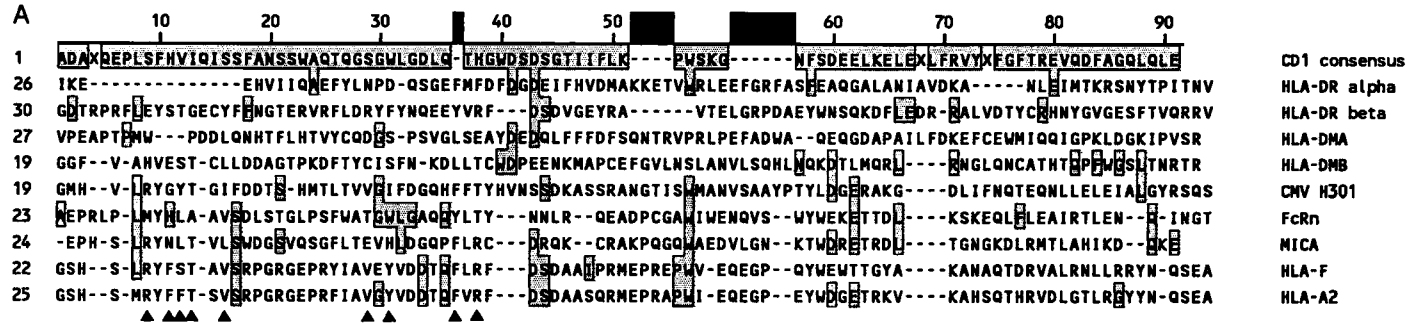 A
10 20 30 40 50 60 70 80 90
1 ADAXQEPLSFHVIQISSFANSSWAQTQGSGWLGDLQ THGWDSDSGTIIFLK PWSKG NFSDEELKELEXLFRVYXTGFTREVQDFAGQLQLE CD1 consensus
26 IKE--------------EHVIIQAEFYLNPD-QSGEFMFDFDGDEIFHVDMAKKETVWRLEEFGRFASFEAQGALANIAVDKA-----NLEIMTKRSNYTPITNV HLA-DR alpha
30 GDTRPRFLEYSTGECYFFNGTERVRFLDRYFYNQEEYVRF---DSDVGEYRA------VTELGRPDAEYWNSQKDFLEDR-RALVDTYCRHNYGVGESFTVQRRV HLA-DR beta
27 VPEAPTPMW---PDDLQNHTFLHTVYCQDGS-PSVGLSEAYDEDQLFFFDFSQNTRVPRLPEFADWA--QEQGDAPAILFDKEFCEWMIQQIGPKLDGKIPVSR HLA-DMA
19 GGF--V-AHVEST-CLLDDAGTPKDFTYCISFN-KDLLTCWDPEENKMAPCEFGVLNSLANVLSQHLNQKDTLMQRL----RNGLQNCATHTQPFWGSLTNRTR HLA-DMB
19 GMH--V-LRYGYT-GIFDDTS-HMTLTVVGIFDGQHFFTYHVNSSDKASSRANGTISWMANVSAAYPTYLDGERAKG----DLIFNQTEQNLLELEIALGYRSQS CMV H301
23 AEPRLP-LMYHLA-AVSDLSTGLPSFWATGWLGAQQYLTY---NNLR-QEADPCGAWIWENQVS--WYWEKETTDL----KSKEQLFLEAIRTLEN--Q-INGT FcRn
24 -EPH-S-LRYNLT-VLSWDGSVQSGFLTEVHLDGQPFLRC---DRQK--CRAKPQGQWAEDVLGN--KTWDRETRDL----TGNGKDLRMTLAHIKD--QKE MICA
22 GSH--S-LRYFST-AVSRPGRGEPRYIAVEYVDDTQFLRF---DSDAAIPRMEPREPWV-EQEGP--QYWEWTTGYA----KANAQTDRVALRNLLRRYN-QSEA HLA-F
25 GSH--S-MRYFFT-SVSRPGRGEPRFIAVGYVDDTQFVRF---DSDAASQRMEPRAPWI-EQEGP--EYWDGETRKV----KAHSQTHRVDLGTLRGYYN-QSEA HLA-A2